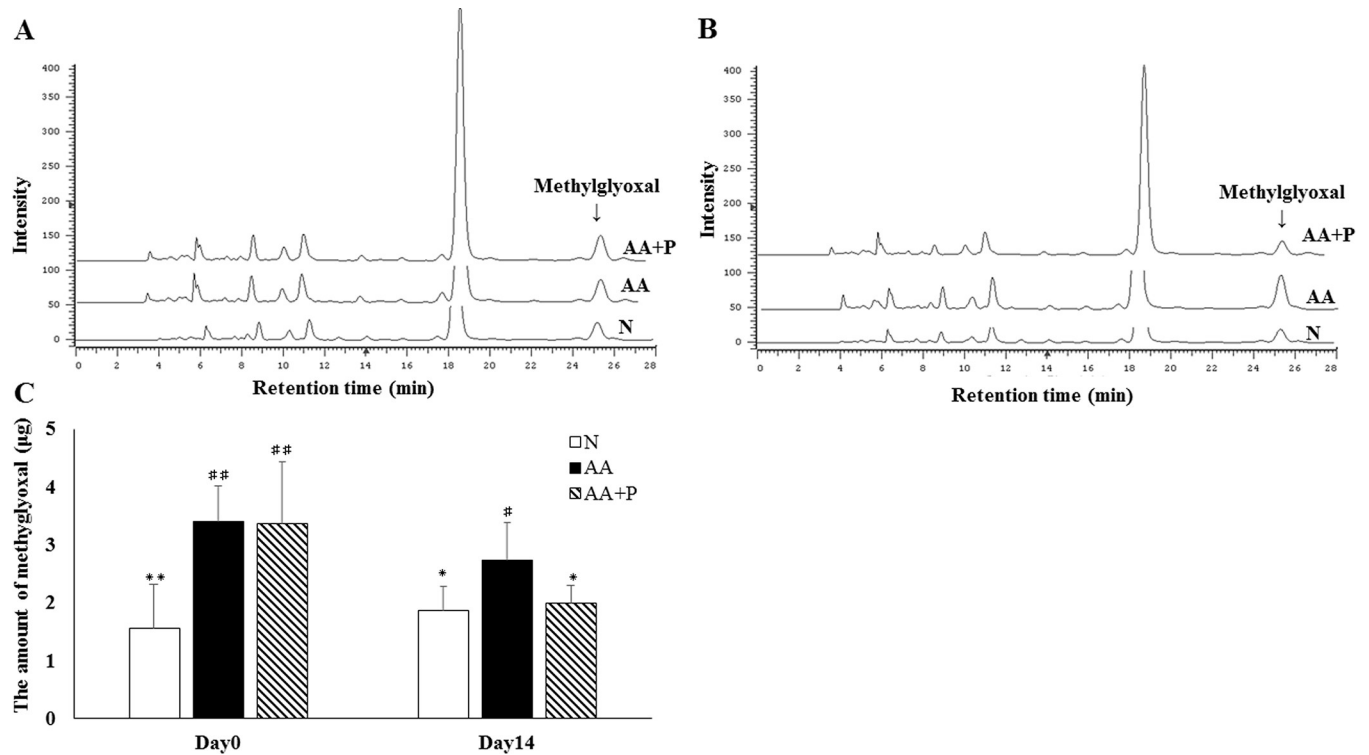 A
Intensity
400
350
300
250
200
150
100
50
0
Methylglyoxal
↓
AA+P
AA
N
0 2 4 6 8 10 12 14 16 18 20 22 24 26 28
Retention time (min)
B
Intensity
400
350
300
250
200
150
100
50
0
Methylglyoxal
↓
AA+P
AA
N
0 2 4 6 8 10 12 14 16 18 20 22 24 26 28
Retention time (min)
C
The amount of methyglyoxal (μg)
5
4
3
2
1
0
N
AA
AA+P
** ## ##
* # *
Day0 Day14